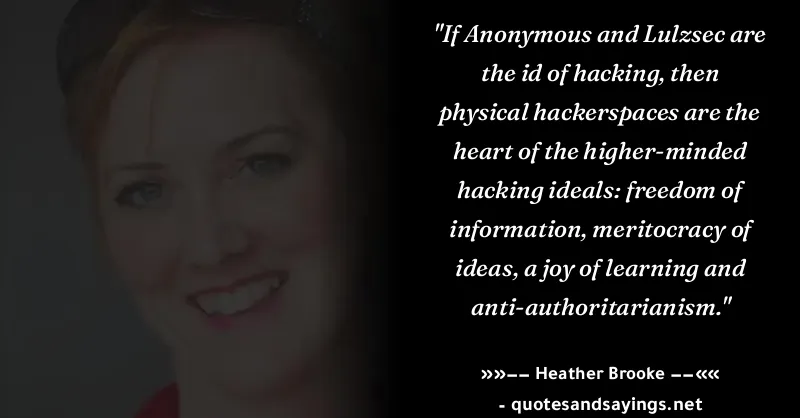 "If Anonymous and Lulzsec are
the id of hacking, then
physical hackerspaces are the
heart of the higher-minded
hacking ideals: freedom of
information, meritocracy of
ideas, a joy of learning and
anti-authoritarianism."
»»−− Heather Brooke −−««
- quotesandsayings.net